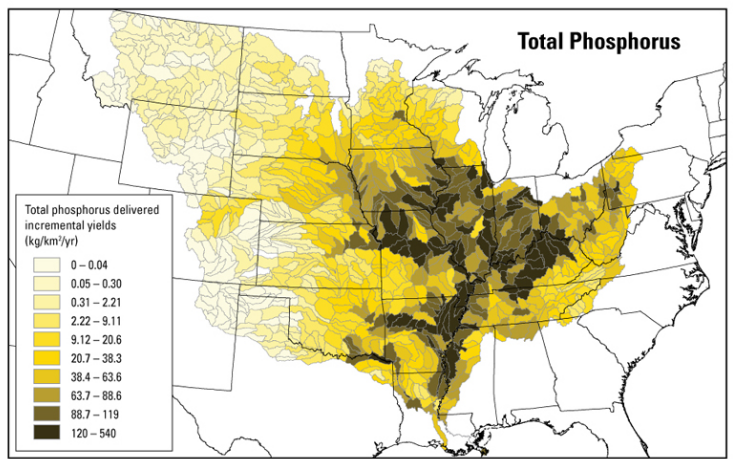 Total Phosphorus
Total phosphorus delivered
incremental yields
(kg/km²/yr)
0 – 0.04
0.05 – 0.30
0.31 – 2.21
2.22 – 9.11
9.12 – 20.6
20.7 – 38.3
38.4 – 63.6
63.7 – 88.6
88.7 – 119
120 – 540